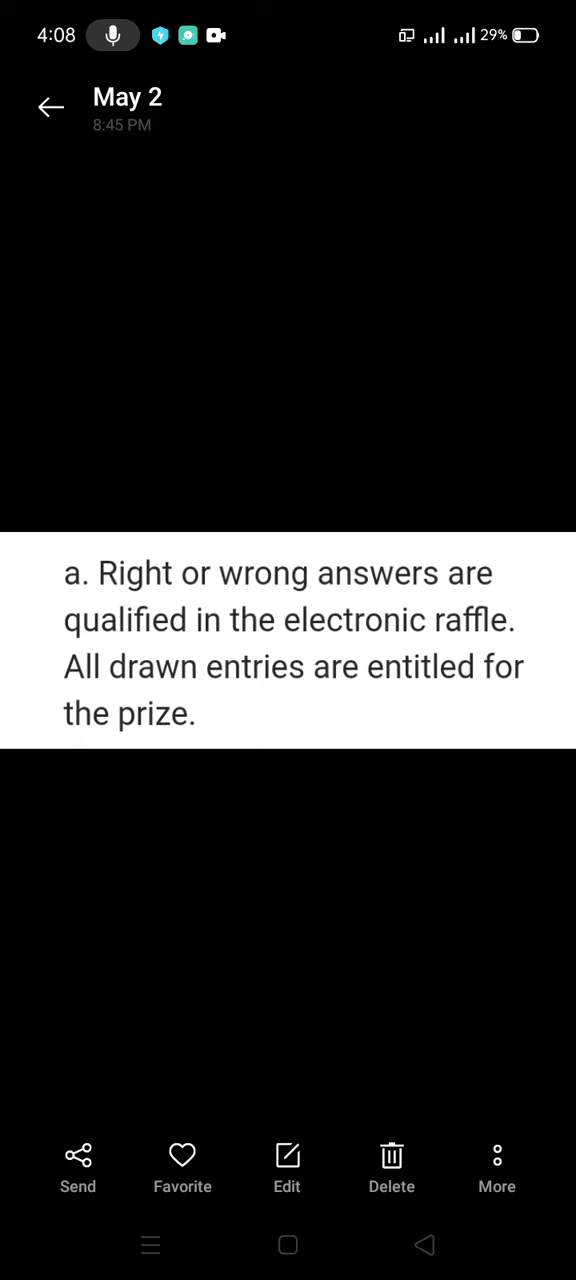 4:08 29%
May 2
8:45 PM
a. Right or wrong answers are
qualified in the electronic raffle.
All drawn entries are entitled for
the prize.
Send Favorite Edit Delete More